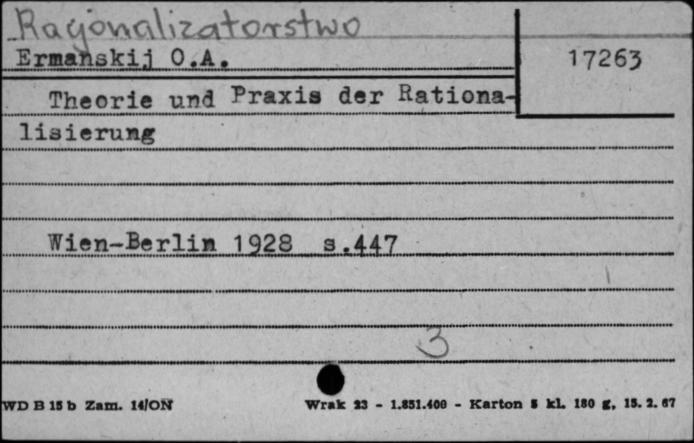 Racjonalizatorstwo
Ermanskij O.A.
17263
Theorie und Praxis der Rationa-
lisierung
Wien-Berlin 1928 s.447
3
WD B 15 b Zam. 14/ON
Wrak 23 - 1.851.400 - Karton 5 kl. 180 g, 15. 2. 67